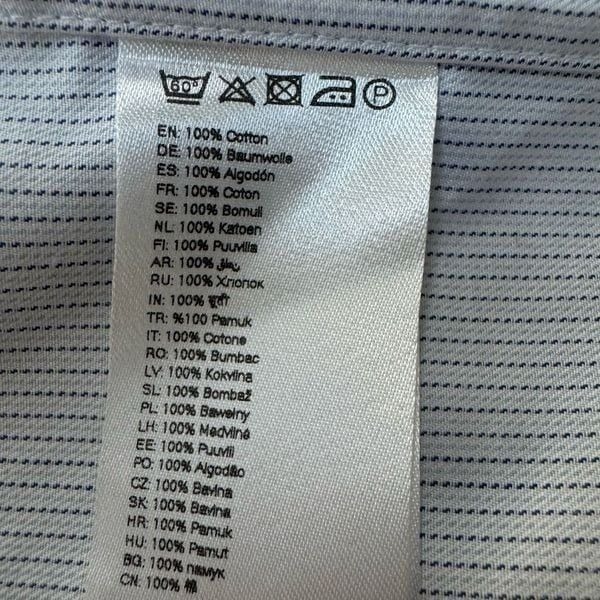 60°
P
EN: 100% Cotton
DE: 100% Baumwolle
ES: 100% Algodón
FR: 100% Coton
SE: 100% Bomull
NL: 100% Katoen
FI: 100% Puuvilla
AR: 100% قطن
RU: 100% Хлопок
IN: 100% सूती
TR: %100 Pamuk
IT: 100% Cotone
RO: 100% Bumbac
LV: 100% Kokvilna
SL: 100% Bombaž
PL: 100% Bawełny
LH: 100% Medvilnė
EE: 100% Puuvil
PO: 100% Algodão
CZ: 100% Bavlna
SK: 100% Bavlna
HR: 100% Pamuk
HU: 100% Pamut
BG: 100% памук
CN: 100% 棉